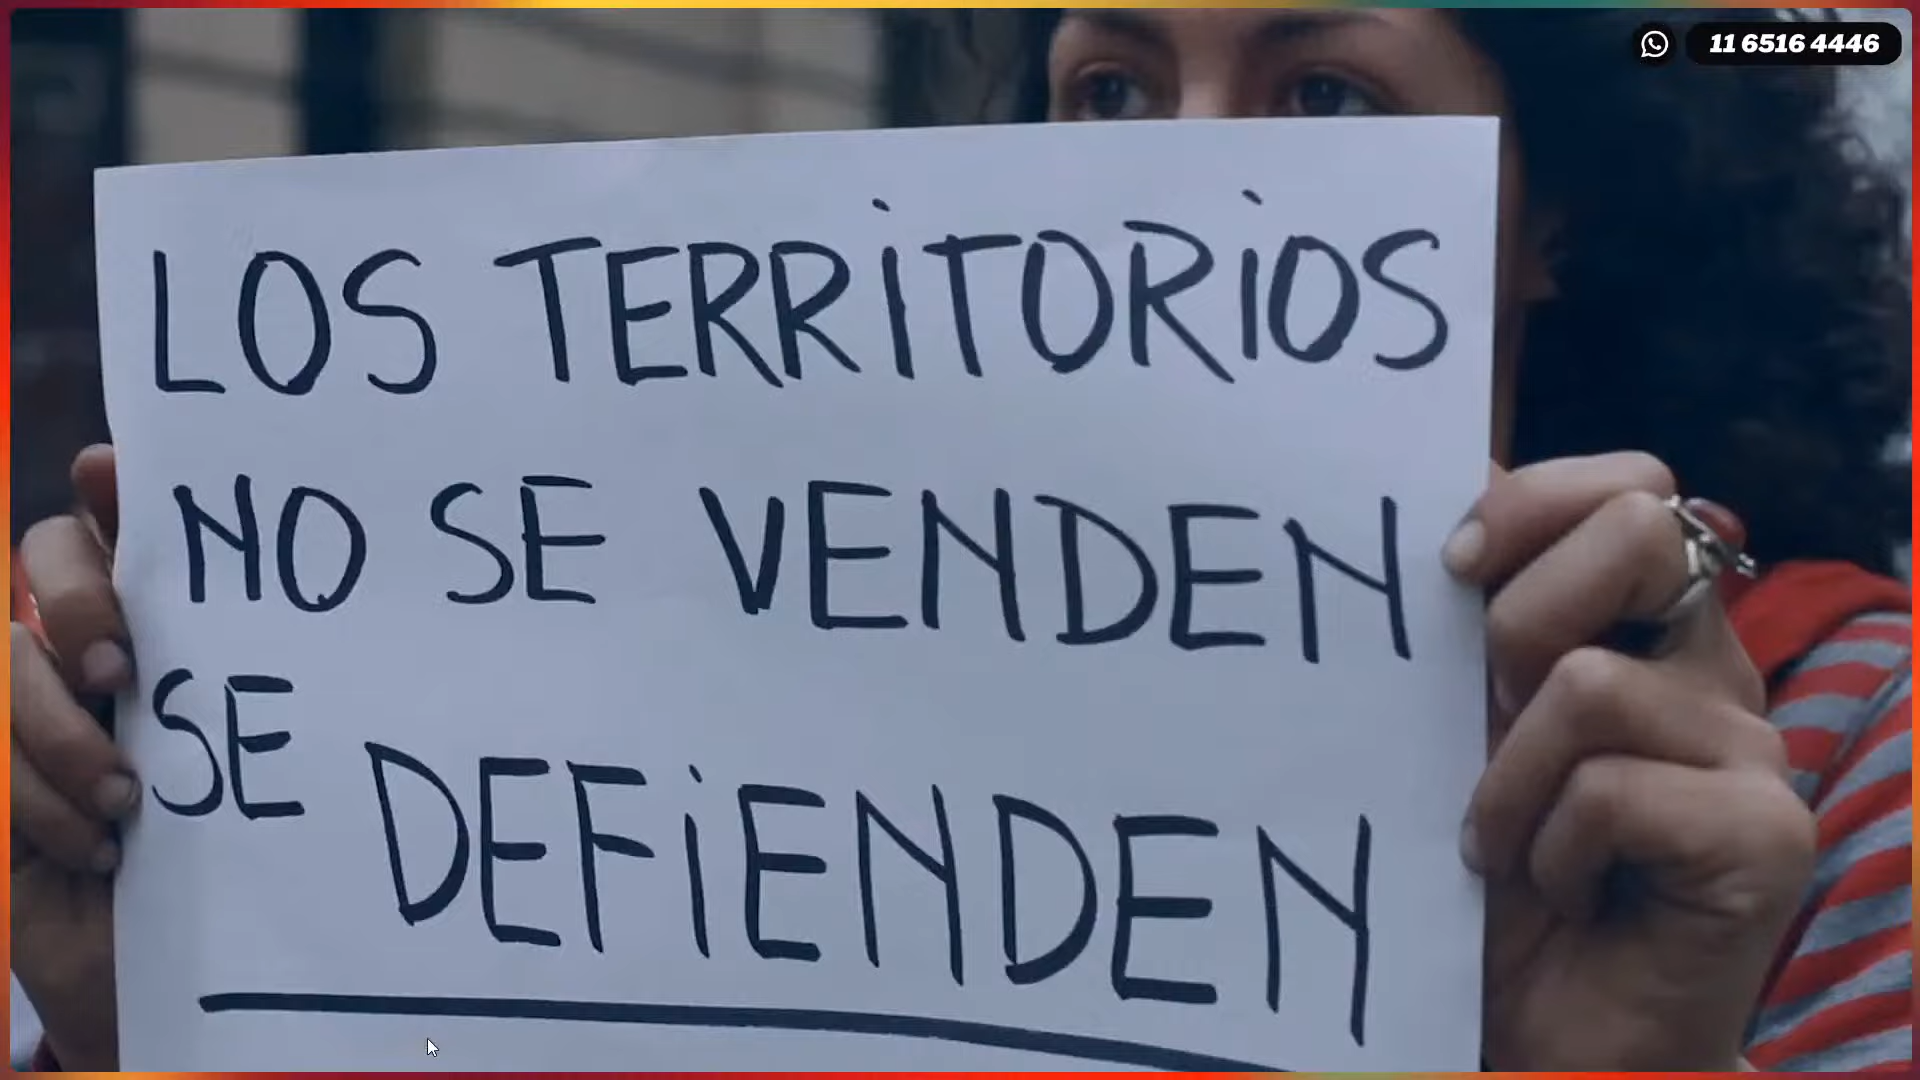 11 6516 4446
LOS TERRiTORiOS
NO SE VENDEN
SE DEFiENDEN